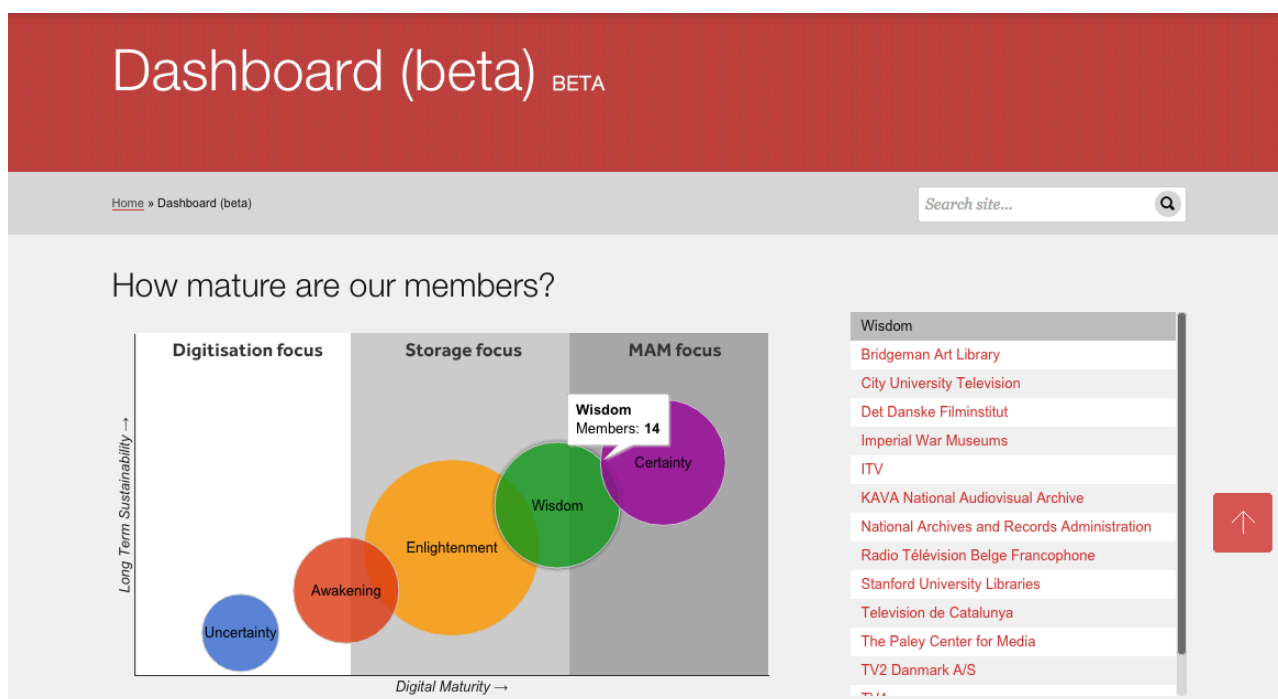 Dashboard (beta) BETA
Home » Dashboard (beta)
Search site...
How mature are our members?
Digitisation focus
Storage focus
MAM focus
Long Term Sustainability →
Wisdom
Members: 14
Certainty
Wisdom
Enlightenment
Awakening
Uncertainty
Digital Maturity →
Wisdom
Bridgeman Art Library
City University Television
Det Danske Filminstitut
Imperial War Museums
ITV
KAVA National Audiovisual Archive
National Archives and Records Administration
Radio Télévision Belge Francophone
Stanford University Libraries
Television de Catalunya
The Paley Center for Media
TV2 Danmark A/S